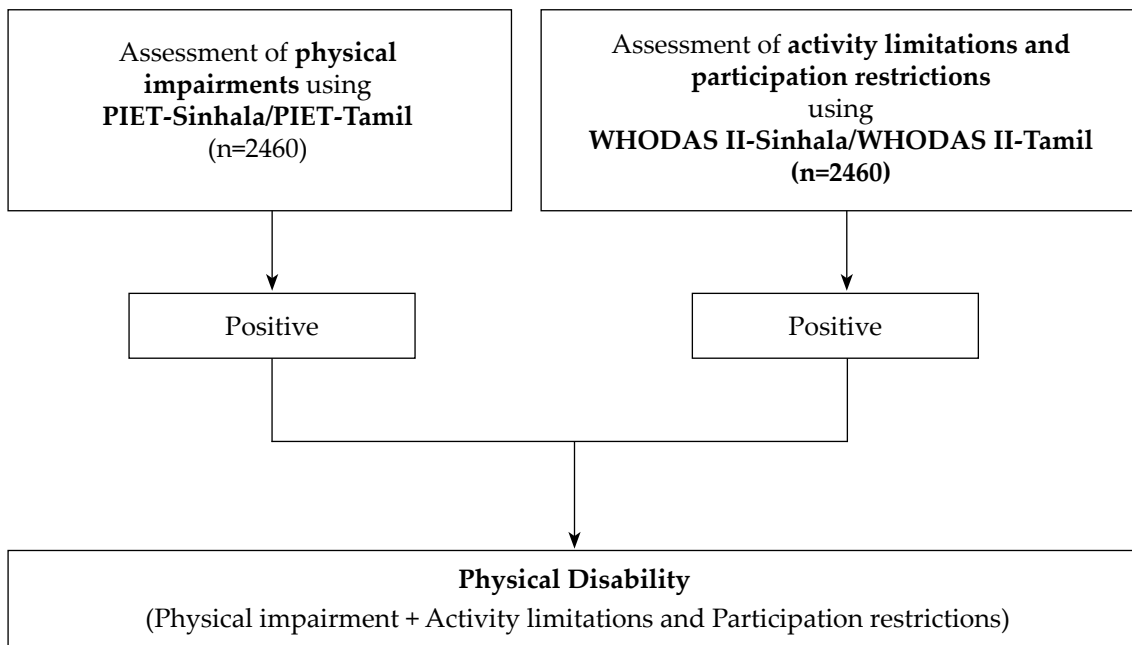 Assessment of physical
impairments using
PIET-Sinhala/PIET-Tamil
(n=2460)
Assessment of activity limitations and
participation restrictions
using
WHODAS II-Sinhala/WHODAS II-Tamil
(n=2460)
Positive
Positive
Physical Disability
(Physical impairment + Activity limitations and Participation restrictions)